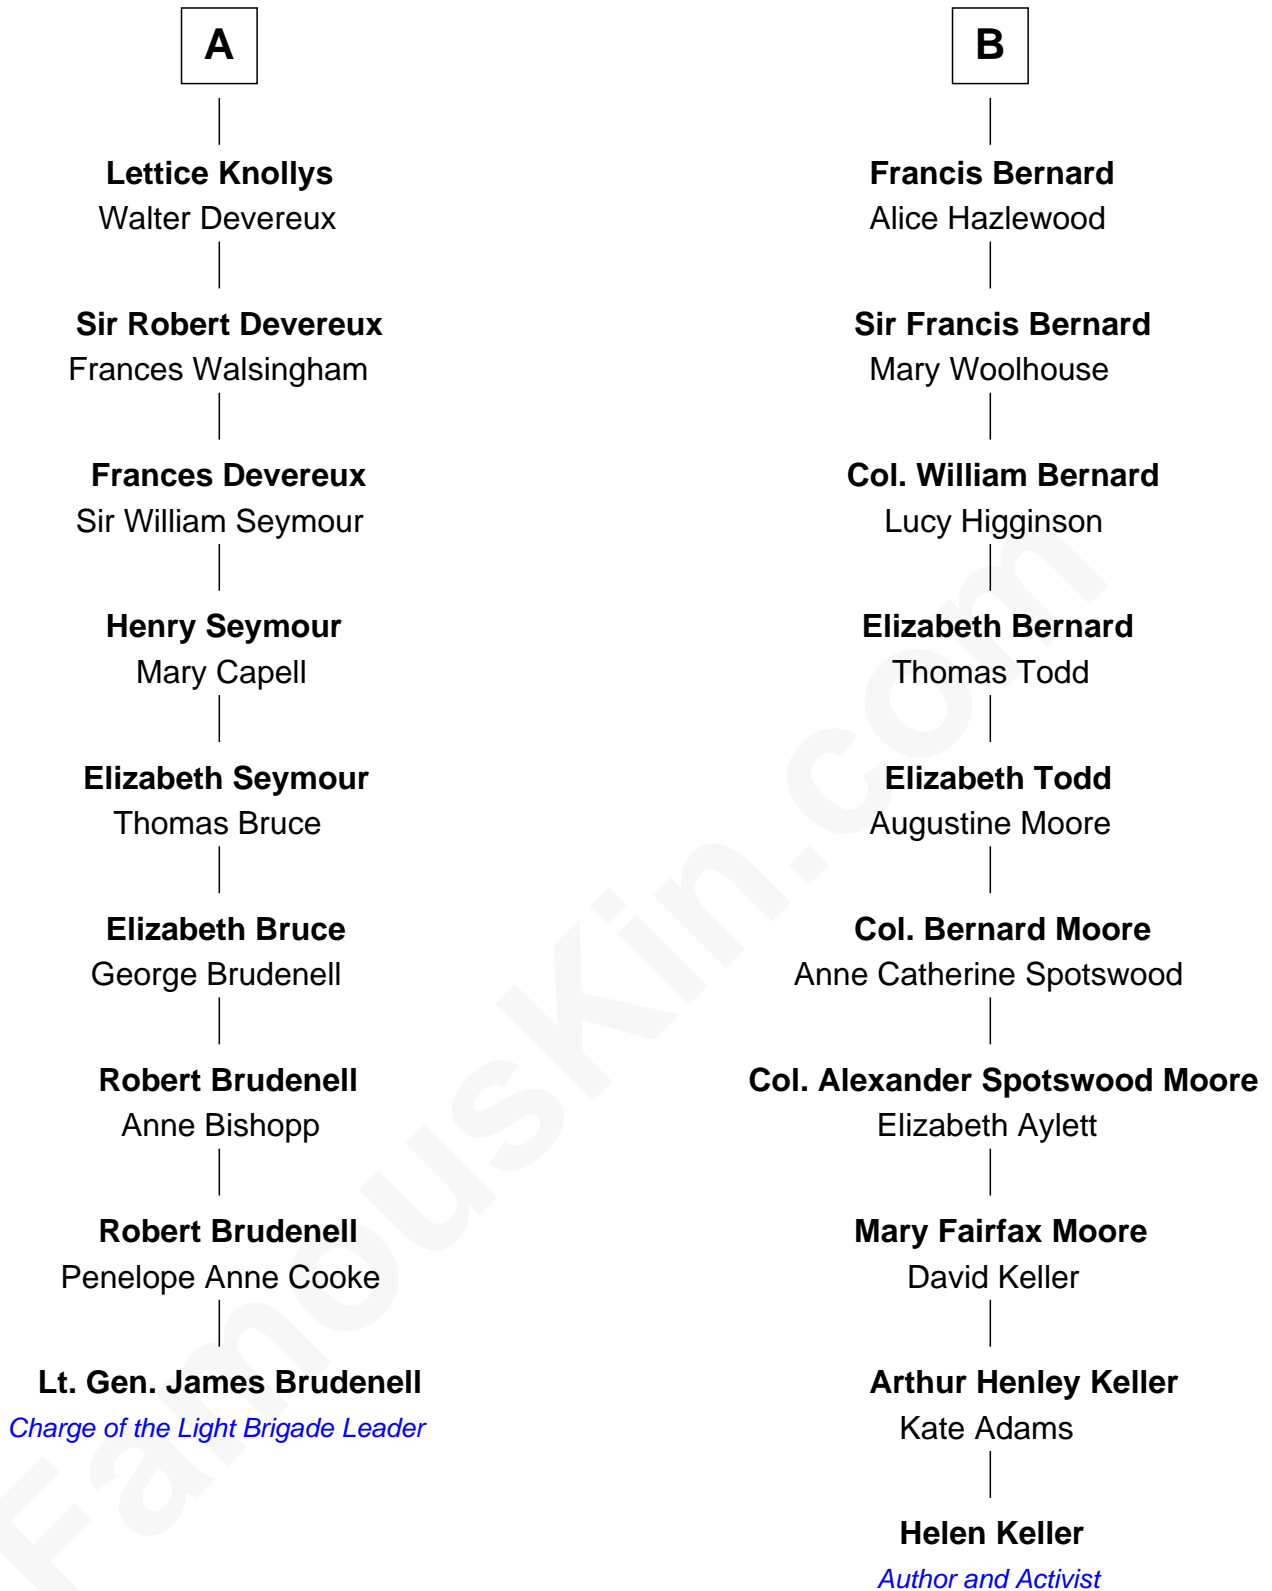 A
Lettice Knollys
Walter Devereux
Sir Robert Devereux
Frances Walsingham
Frances Devereux
Sir William Seymour
Henry Seymour
Mary Capell
Elizabeth Seymour
Thomas Bruce
Elizabeth Bruce
George Brudenell
Robert Brudenell
Anne Bishopp
Robert Brudenell
Penelope Anne Cooke
Lt. Gen. James Brudenell
Charge of the Light Brigade Leader
B
Francis Bernard
Alice Hazlewood
Sir Francis Bernard
Mary Woolhouse
Col. William Bernard
Lucy Higginson
Elizabeth Bernard
Thomas Todd
Elizabeth Todd
Augustine Moore
Col. Bernard Moore
Anne Catherine Spotswood
Col. Alexander Spotswood Moore
Elizabeth Aylett
Mary Fairfax Moore
David Keller
Arthur Henley Keller
Kate Adams
Helen Keller
Author and Activist
FamousKin.com